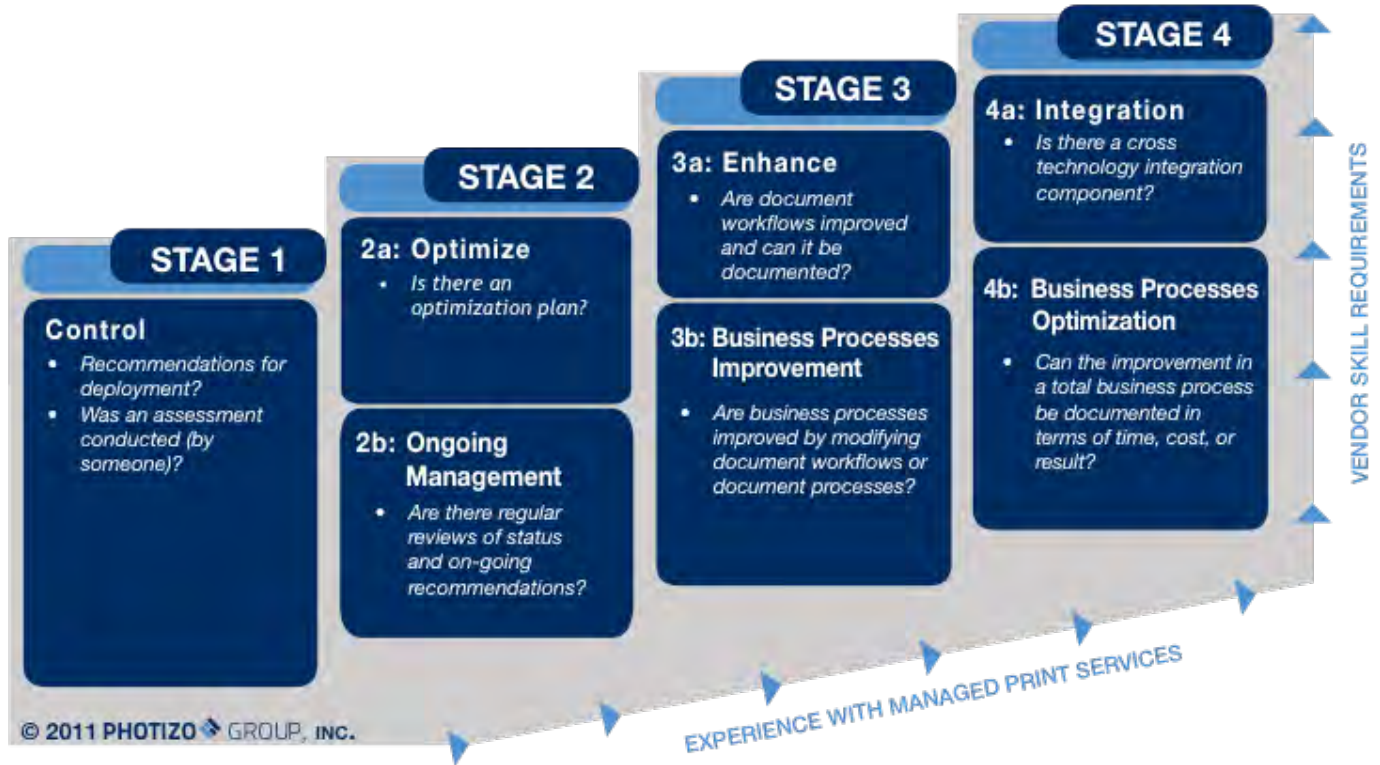 STAGE 1
Control
• Recommendations for
deployment?
• Was an assessment
conducted (by
someone)?
STAGE 2
2a: Optimize
• Is there an
optimization plan?
2b: Ongoing
Management
• Are there regular
reviews of status
and on-going
recommendations?
STAGE 3
3a: Enhance
• Are document
workflows improved
and can it be
documented?
3b: Business Processes
Improvement
• Are business processes
improved by modifying
document workflows or
document processes?
STAGE 4
4a: Integration
• Is there a cross
technology integration
component?
4b: Business Processes
Optimization
• Can the improvement in
a total business process
be documented in
terms of time, cost, or
result?
VENDOR SKILL REQUIREMENTS
EXPERIENCE WITH MANAGED PRINT SERVICES
© 2011 PHOTIZO GROUP, INC.